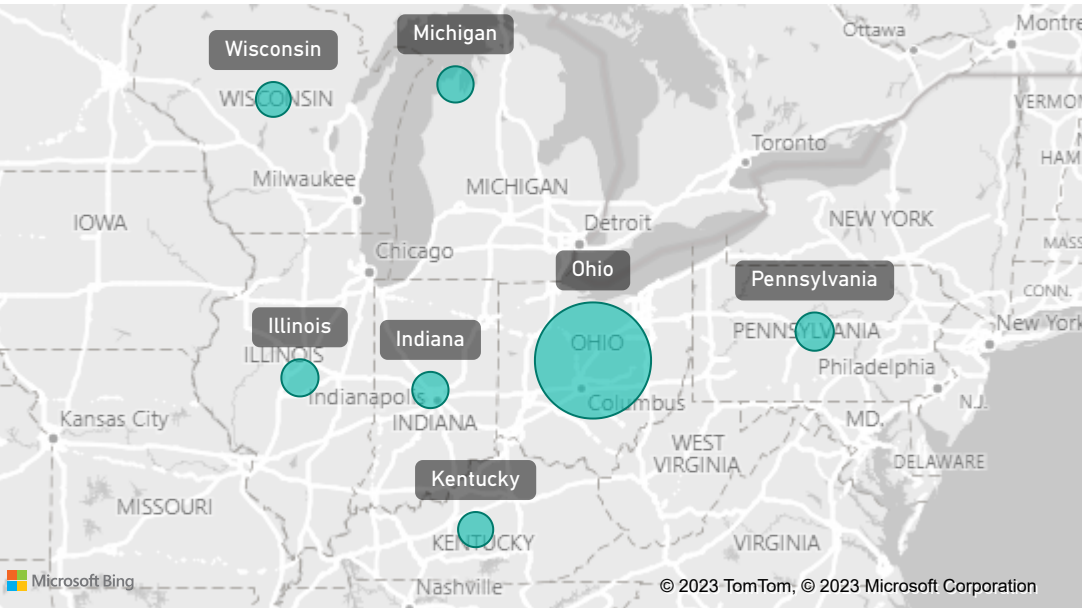 Ottawa
Montre
Michigan
Wisconsin
WISCONSIN
VERMON
Toronto
HAM
Milwaukee
MICHIGAN
IOWA
Detroit
NEW YORK
MASS
Chicago
Ohio
Pennsylvania
CONN.
Illinois
Indiana
New York
PENNSYLVANIA
OHIO
ILLINOIS
Philadelphia
Indianapolis
Columbus
N.J.
Kansas City
INDIANA
MD.
WEST
VIRGINIA
DELAWARE
Kentucky
MISSOURI
KENTUCKY
VIRGINIA
Microsoft Bing
Nashville
© 2023 TomTom, © 2023 Microsoft Corporation